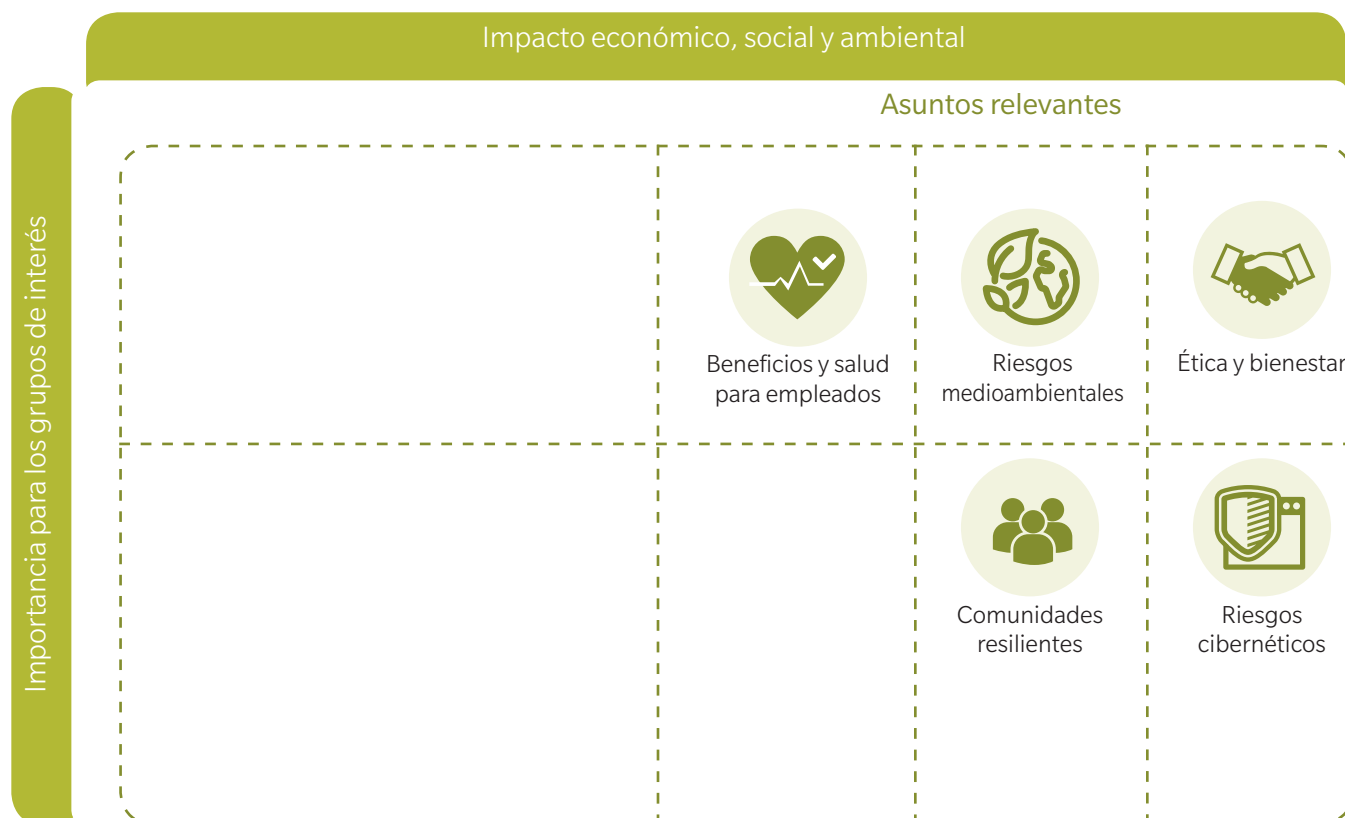 Impacto económico, social y ambiental
Asuntos relevantes
Importancia para los grupos de interés
Beneficios y salud
para empleados
Riesgos
medioambientales
Ética y bienestar
Comunidades
resilientes
Riesgos
cibernéticos